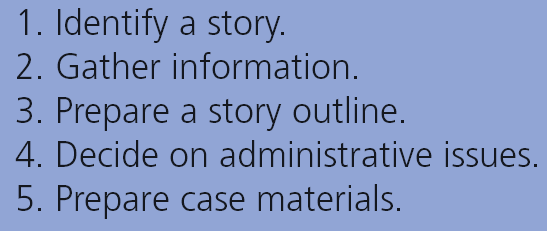 1. Identify a story.
2. Gather information.
3. Prepare a story outline.
4. Decide on administrative issues.
5. Prepare case materials.